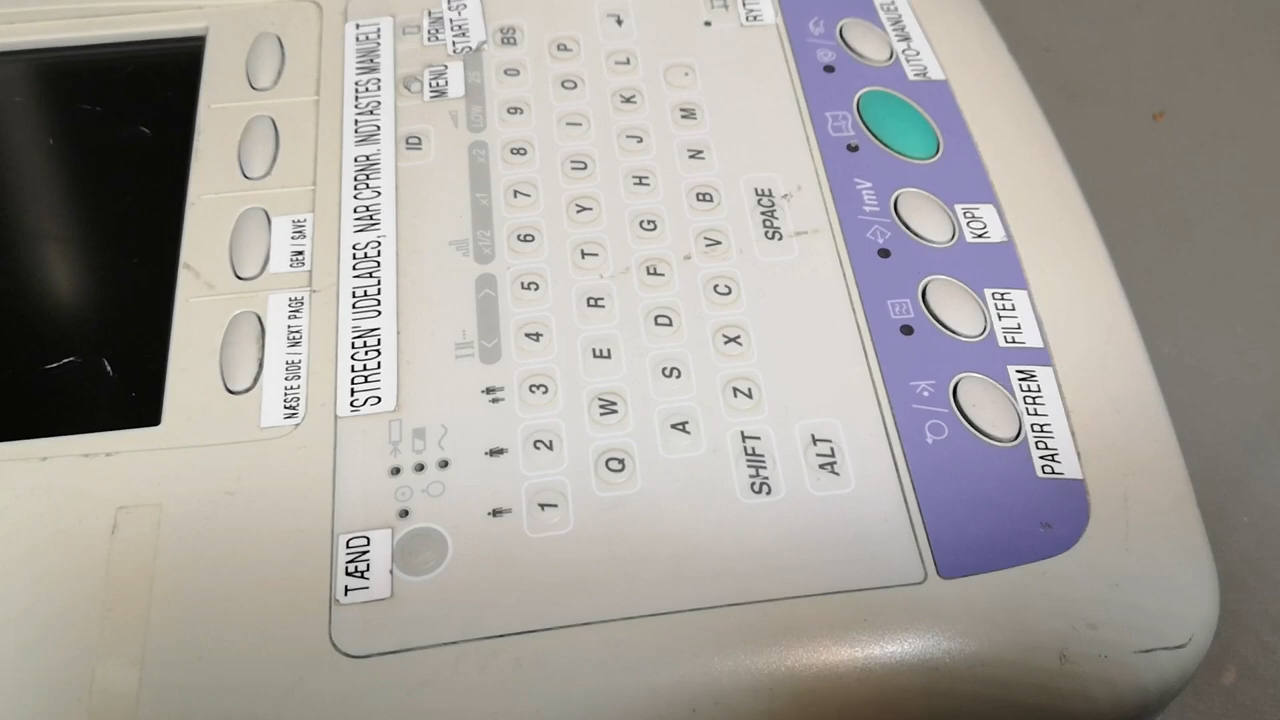 GEM / SAVE
NÆSTE SIDE / NEXT PAGE
'STREGEN' UDELADES, NAR CPRNR. INDTASTES MANUELT
PRINT
START-ST
MENU
ID
TÆND
x1/2 x1 x2 LOW 25
< >
1 2 3 4 5 6 7 8 9 0 BS
Q W E R T Y U I O P
A S D F G H J K L
SHIFT Z X C V B N M .
ALT SPACE
RYT
AUTO-MANUEL
/1mV
KOPI
FILTER
PAPIR FREM